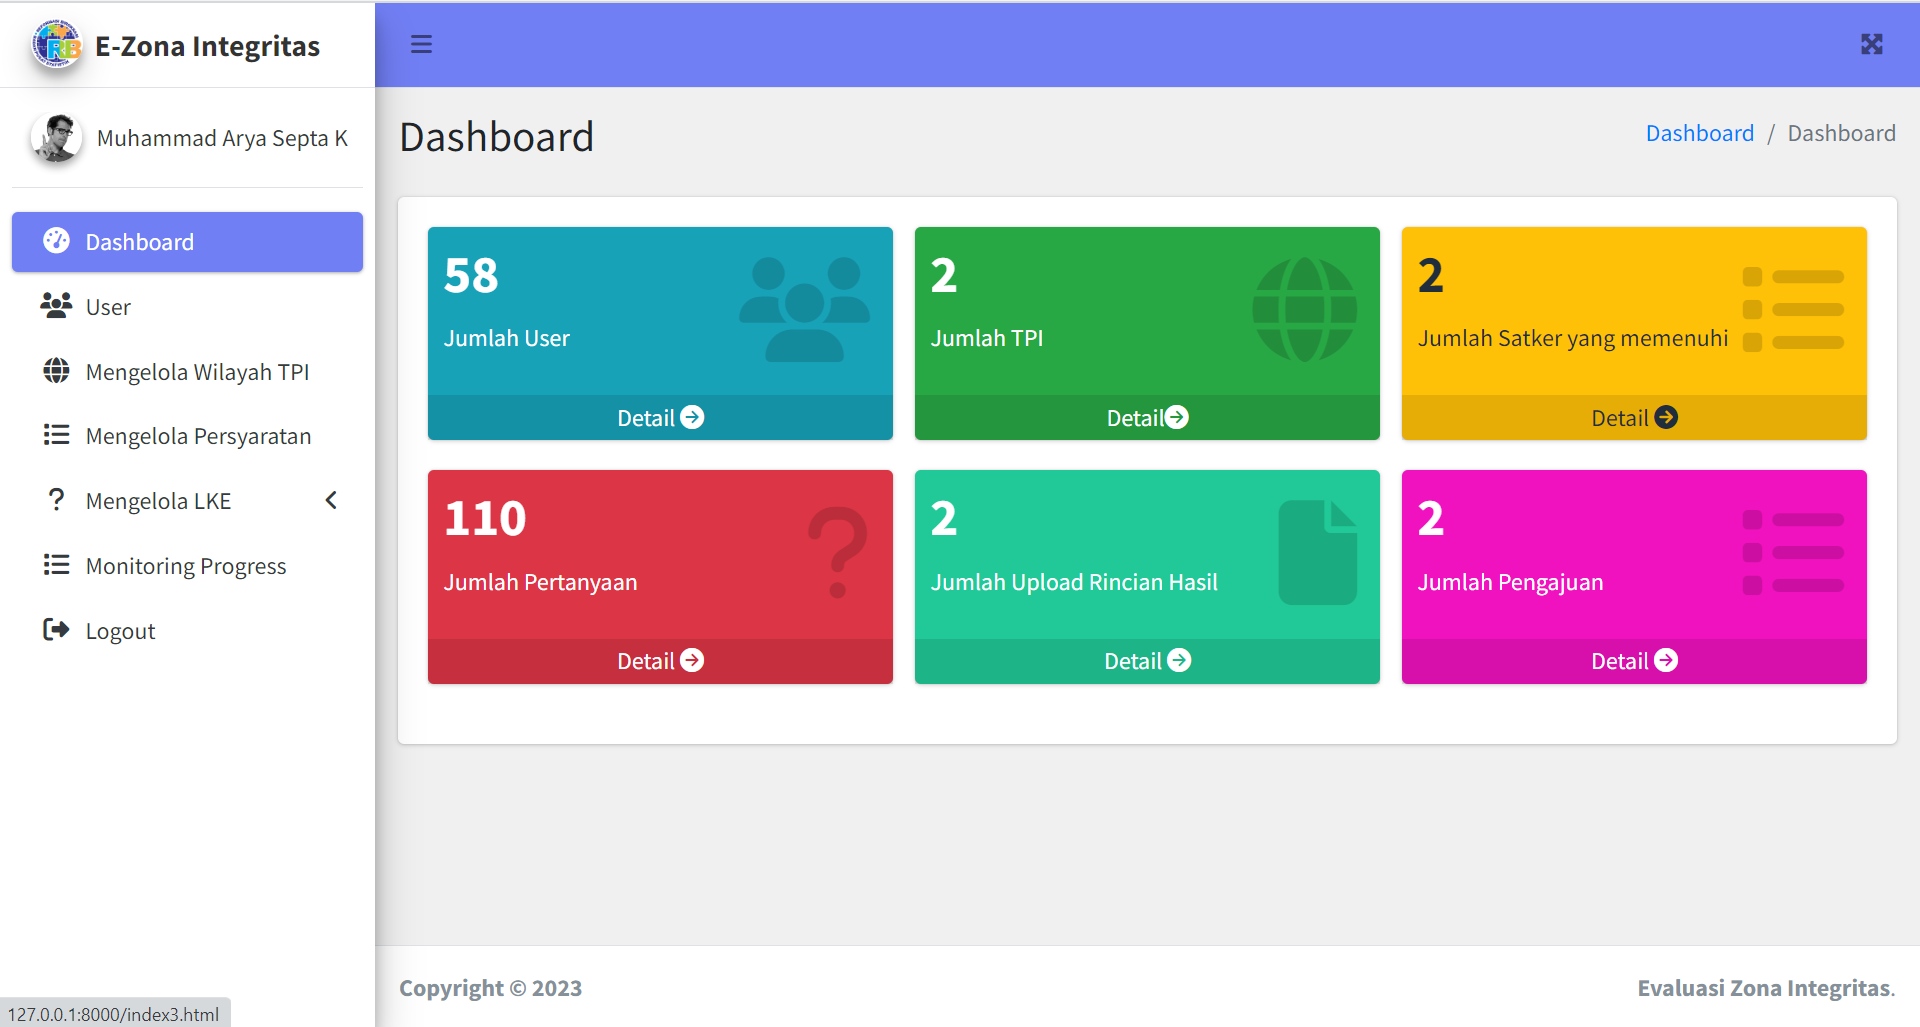 E-Zona Integritas
Muhammad Arya Septa K
Dashboard
User
Mengelola Wilayah TPI
Mengelola Persyaratan
Mengelola LKE
Monitoring Progress
Logout
Dashboard
Dashboard / Dashboard
58
Jumlah User
Detail
2
Jumlah TPI
Detail
2
Jumlah Satker yang memenuhi
Detail
110
Jumlah Pertanyaan
Detail
2
Jumlah Upload Rincian Hasil
Detail
2
Jumlah Pengajuan
Detail
Copyright © 2023
Evaluasi Zona Integritas.
127.0.0.1:8000/index3.html